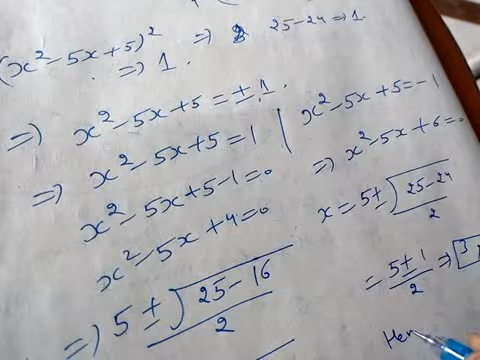 (x² - 5x + 5)² => 25-24 => 1.
=> 1.
=> x² - 5x + 5 = ± 1.
=> x² - 5x + 5 = 1 | x² - 5x + 5 = -1
x² - 5x + 5 - 1 = 0
x² - 5x + 4 = 0
=> 5 ± √25 - 16 / 2
=> x² - 5x + 6 = 0
x = 5 ± √25-24 / 2
= 5 ± 1 / 2 => 3
Her